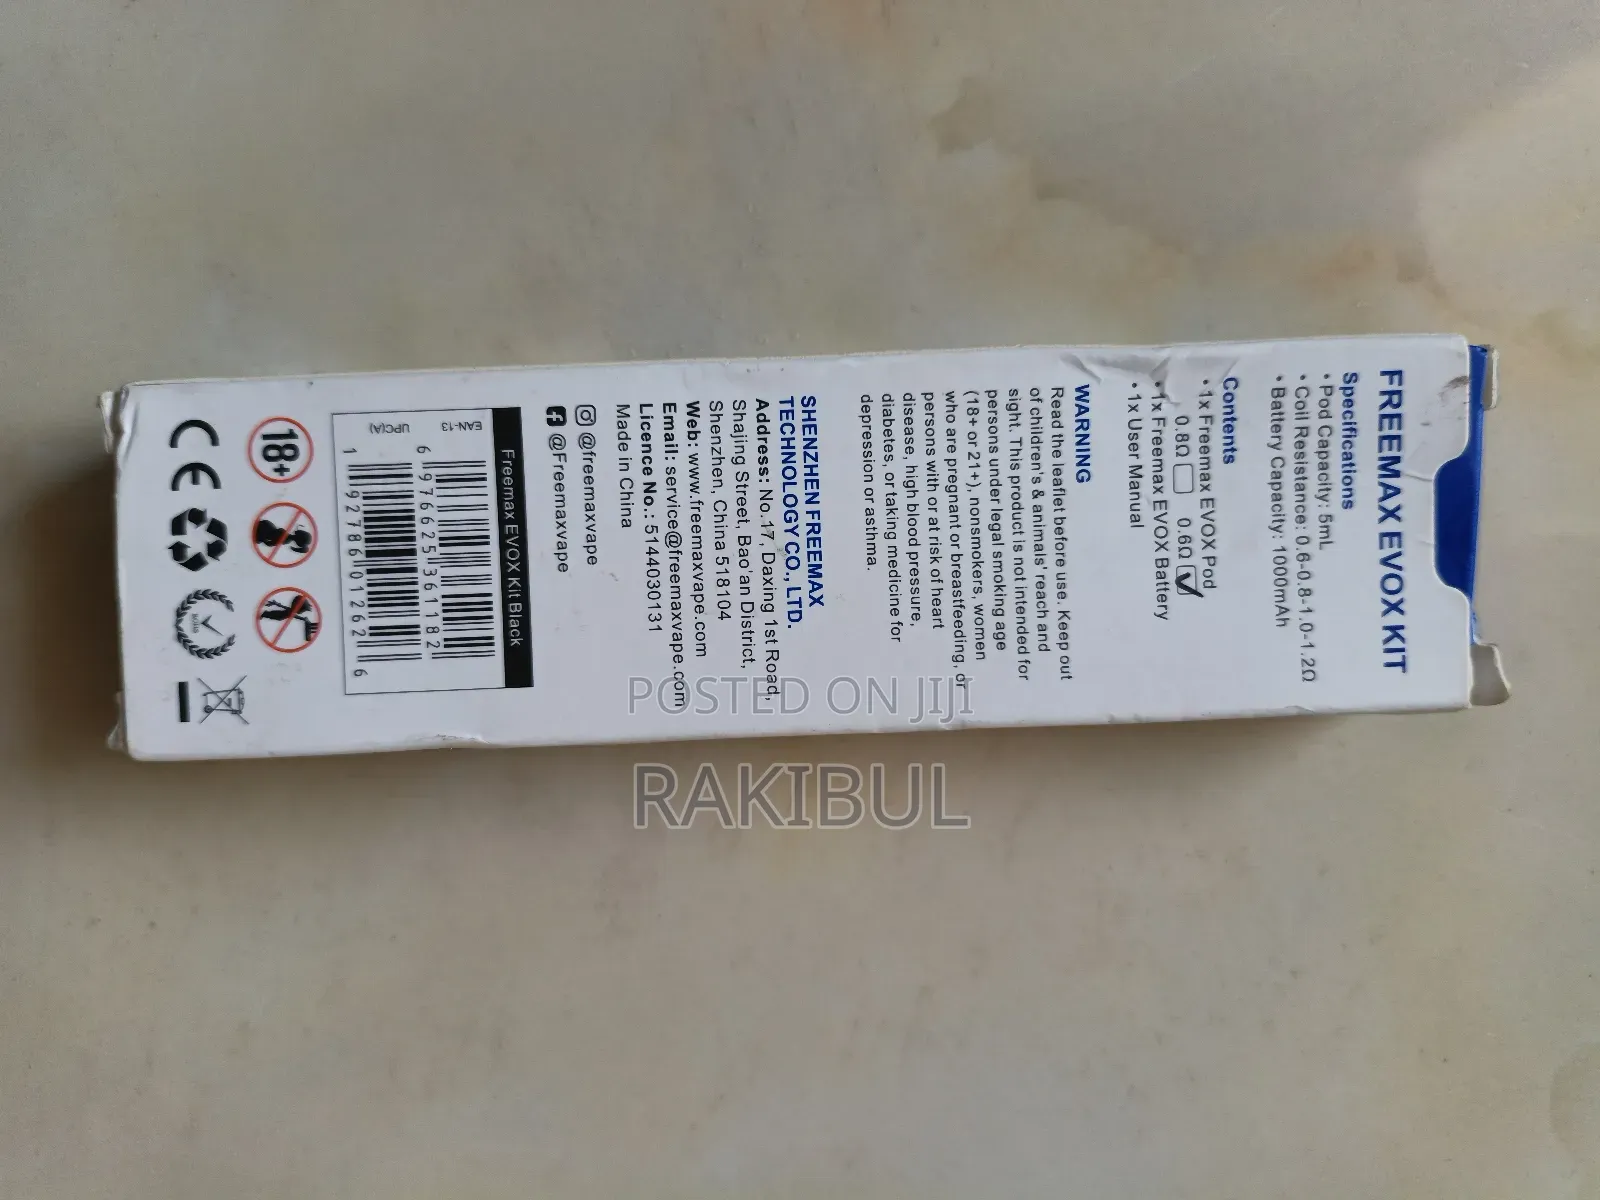 FREEMAX EVOX KIT
Specifications
• Pod Capacity: 5mL
• Coil Resistance: 0.6-0.8-1.0-1.2Ω
• Battery Capacity: 1000mAh
Contents
• 1x Freemax EVOX Pod
0.8Ω 0.6Ω
• 1x Freemax EVOX Battery
• 1x User Manual
WARNING
Read the leaflet before use. Keep out
of children's & animals' reach and
sight. This product is not intended for
persons under legal smoking age
(18+ or 21+), nonsmokers, women
who are pregnant or breastfeeding, or
persons with or at risk of heart
disease, high blood pressure,
diabetes, or taking medicine for
depression or asthma.
SHENZHEN FREEMAX
TECHNOLOGY CO., LTD.
Address: No.17, Daxing 1st Road,
Shajing Street, Bao'an District,
Shenzhen, China 518104
Web: www.freemaxvape.com
Email: service@freemaxvape.com
Licence No.: 5144030131
Made in China
@freemaxvape
@Freemaxvape
Freemax EVOX Kit Black
EAN-13
6 976625 361182
UPC(A)
1 92786 01262 6
18+
CE
POSTED ON JIJI
RAKIBUL